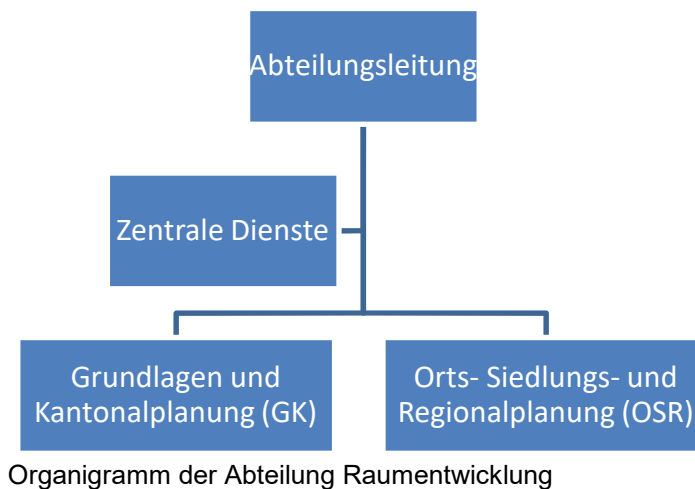 Abteilungsleitung
Zentrale Dienste
Grundlagen und
Kantonalplanung (GK)
Orts- Siedlungs- und
Regionalplanung (OSR)
Organigramm der Abteilung Raumentwicklung